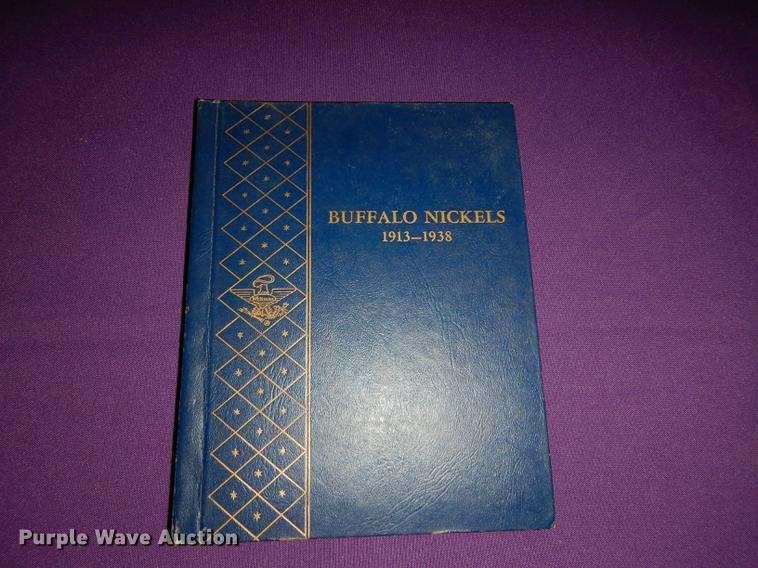 BUFFALO NICKELS
1913–1938
Purple Wave Auction